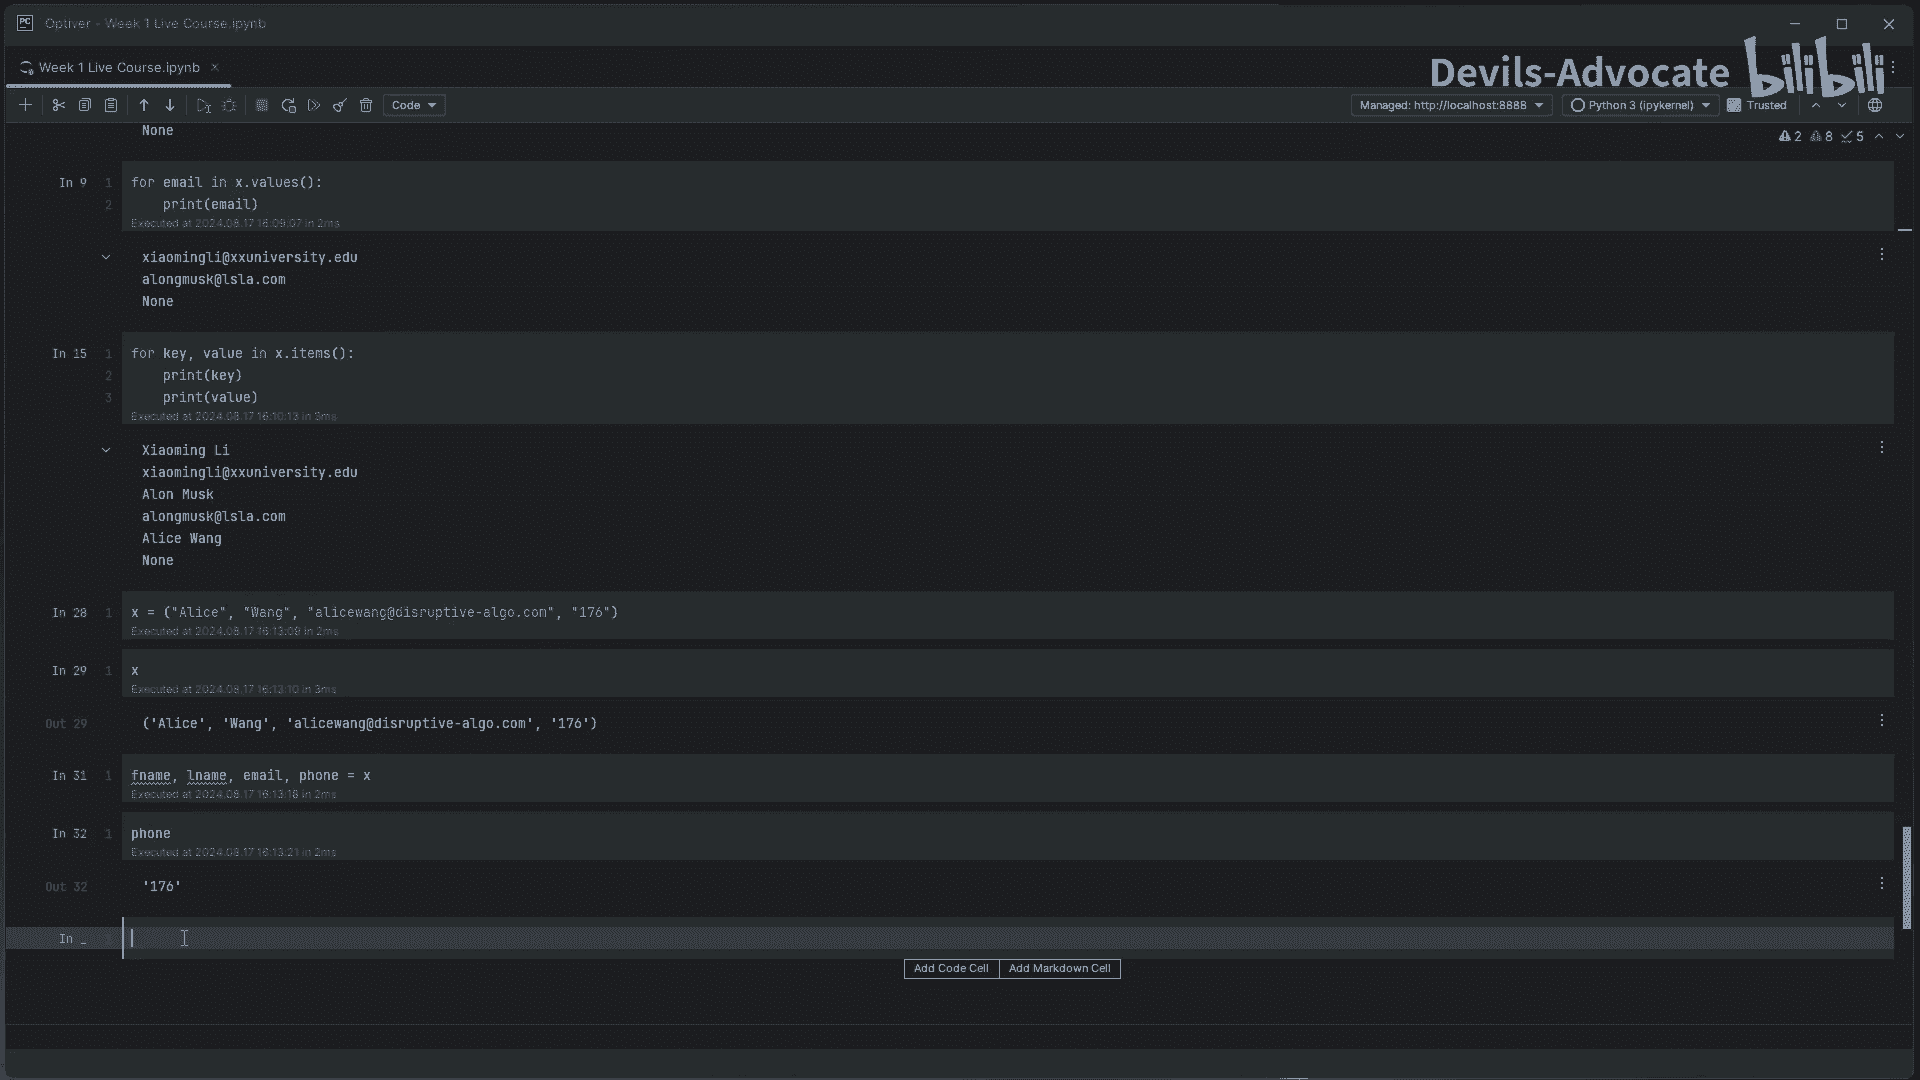 PC Optiver - Week 1 Live Course.ipynb
Week 1 Live Course.ipynb
Devils-Advocate bilibili
Code
Managed: http://localhost:8888
Python 3 (ipykernel)
Trusted
None
2 8 5
In 9
1 for email in x.values():
2 print(email)
Executed at 2024.08.17 16:09:07 in 2ms
xiaomingli@xxuniversity.edu
alongmusk@lsla.com
None
In 15
1 for key, value in x.items():
2 print(key)
3 print(value)
Executed at 2024.08.17 16:10:13 in 3ms
Xiaoming Li
xiaomingli@xxuniversity.edu
Alon Musk
alongmusk@lsla.com
Alice Wang
None
In 28
1 x = ("Alice", "Wang", "alicewang@disruptive-algo.com", "176")
Executed at 2024.08.17 16:13:09 in 2ms
In 29
1 x
Executed at 2024.08.17 16:13:10 in 3ms
Out 29
('Alice', 'Wang', 'alicewang@disruptive-algo.com', '176')
In 31
1 fname, lname, email, phone = x
Executed at 2024.08.17 16:13:18 in 2ms
In 32
1 phone
Executed at 2024.08.17 16:13:21 in 2ms
Out 32
'176'
In _
Add Code Cell
Add Markdown Cell